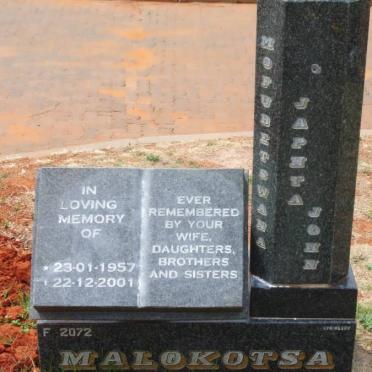 IN
LOVING
MEMORY
OF
* 23-01-1957
† 22-12-2001
EVER
REMEMBERED
BY YOUR
WIFE,
DAUGHTERS,
BROTHERS
AND SISTERS
MOFUBETSWANA
JAPHTA JOHN
F 2072
MALOKOTSA